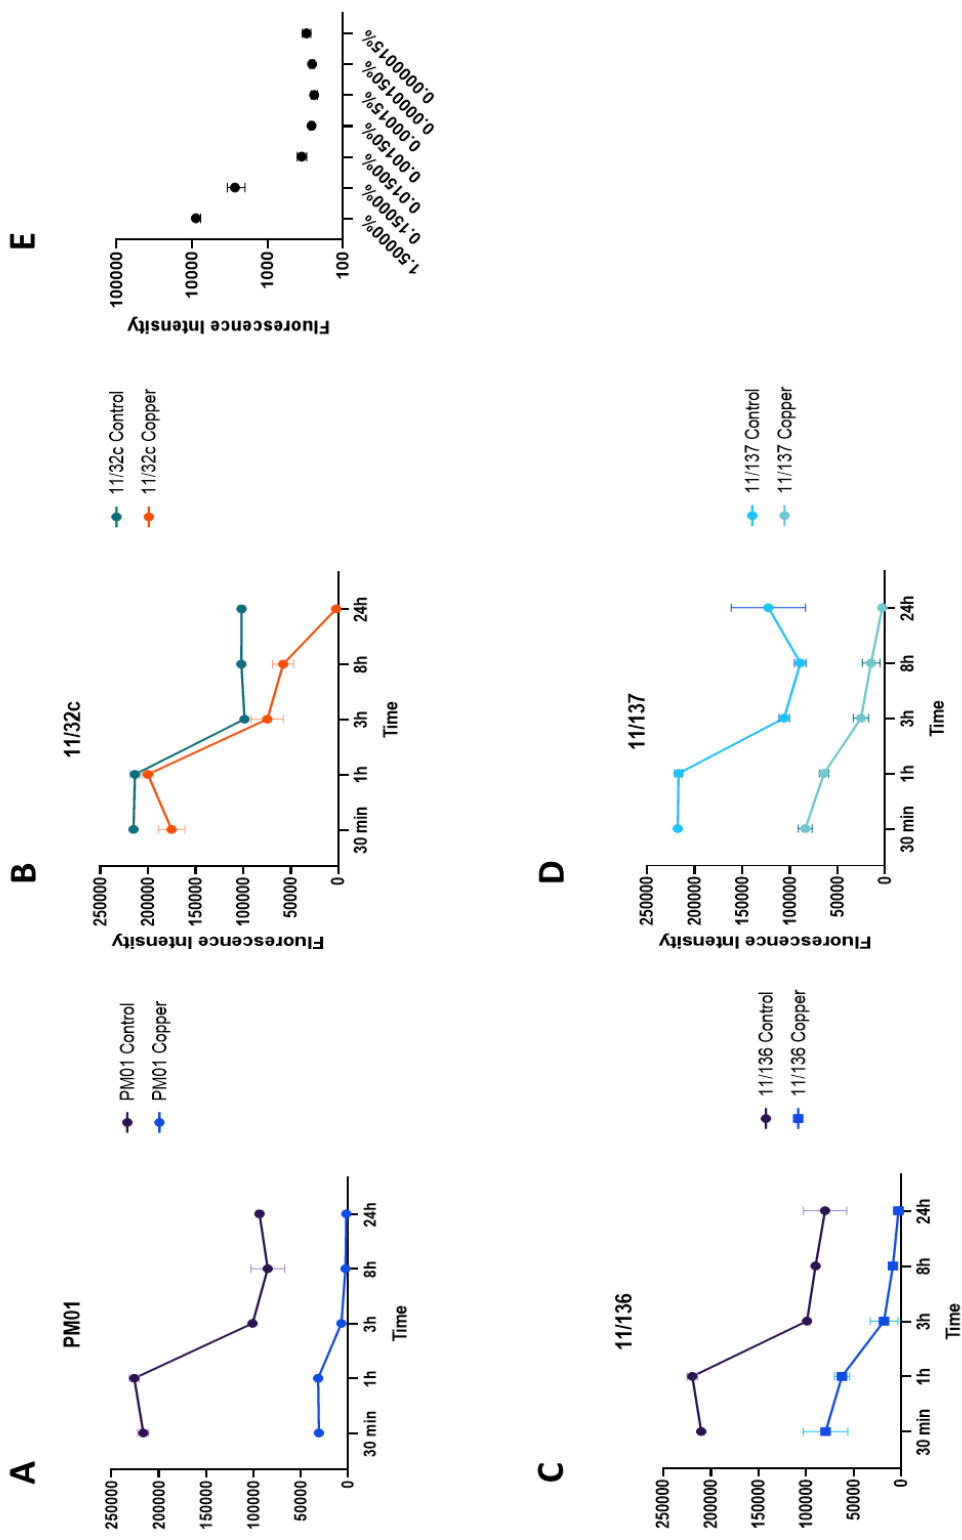 A
PM01
250000
200000
150000
100000
50000
0
30 min 1h 3h 8h 24h
Time
PM01 Control
PM01 Copper
B
11/32c
Fluorescence Intensity
250000
200000
150000
100000
50000
0
30 min 1h 3h 8h 24h
Time
11/32c Control
11/32c Copper
E
Fluorescence Intensity
100000
10000
1000
100
1.50000%
0.150000%
0.01500%
0.00150%
0.00015%
0.0000150%
0.0000015%
C
11/136
250000
200000
150000
100000
50000
0
30 min 1h 3h 8h 24h
Time
11/136 Control
11/136 Copper
D
11/137
Fluorescence Intensity
250000
200000
150000
100000
50000
0
30 min 1h 3h 8h 24h
Time
11/137 Control
11/137 Copper